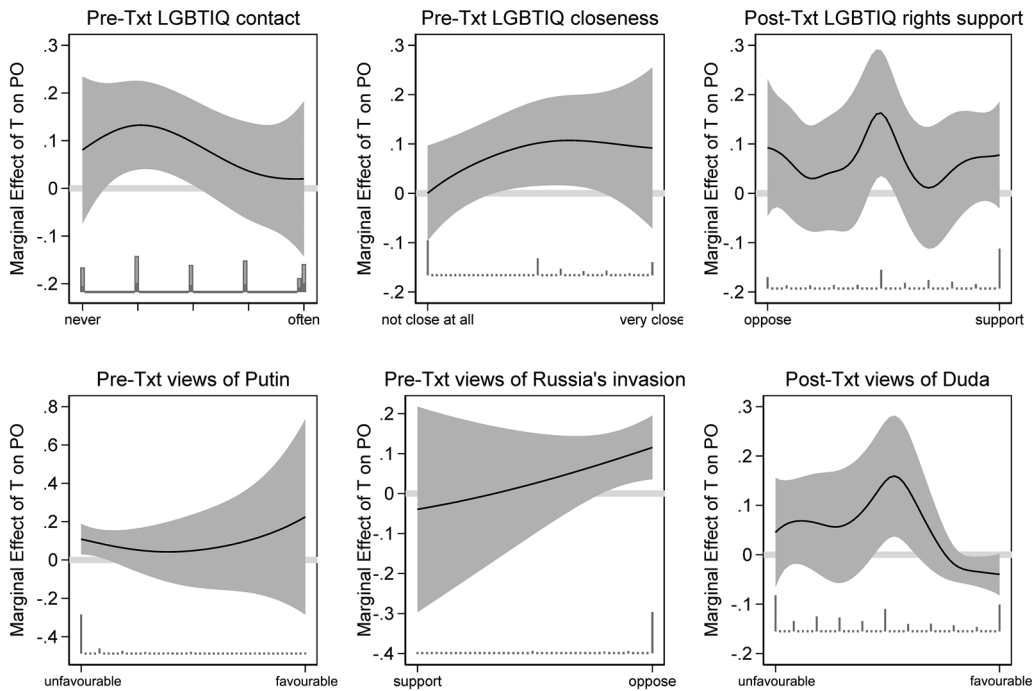 Pre-Txt LGBTIQ contact
Marginal Effect of T on PO
.3
.2
.1
0
-.1
-.2
never
often
Pre-Txt LGBTIQ closeness
Marginal Effect of T on PO
.3
.2
.1
0
-.1
-.2
not close at all
very close
Post-Txt LGBTIQ rights support
Marginal Effect of T on PO
.3
.2
.1
0
-.1
-.2
oppose
support
Pre-Txt views of Putin
Marginal Effect of T on PO
.8
.6
.4
.2
0
-.2
-.4
unfavourable
favourable
Pre-Txt views of Russia's invasion
Marginal Effect of T on PO
.2
.1
0
-.1
-.2
-.3
-.4
support
oppose
Post-Txt views of Duda
Marginal Effect of T on PO
.3
.2
.1
0
-.1
-.2
unfavourable
favourable